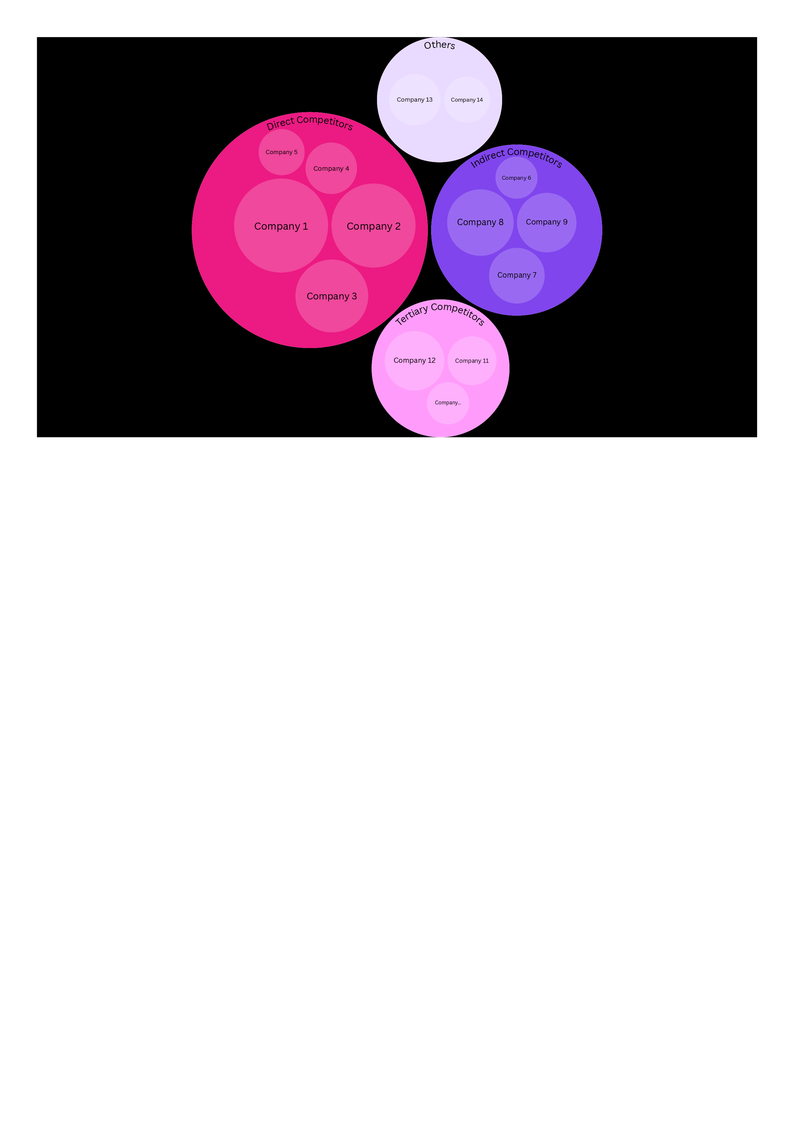 Others
Company 13
Company 14
Direct Competitors
Company 5
Company 4
Company 1
Company 2
Company 3
Indirect Competitors
Company 6
Company 8
Company 9
Company 7
Tertiary Competitors
Company 12
Company 11
Company...